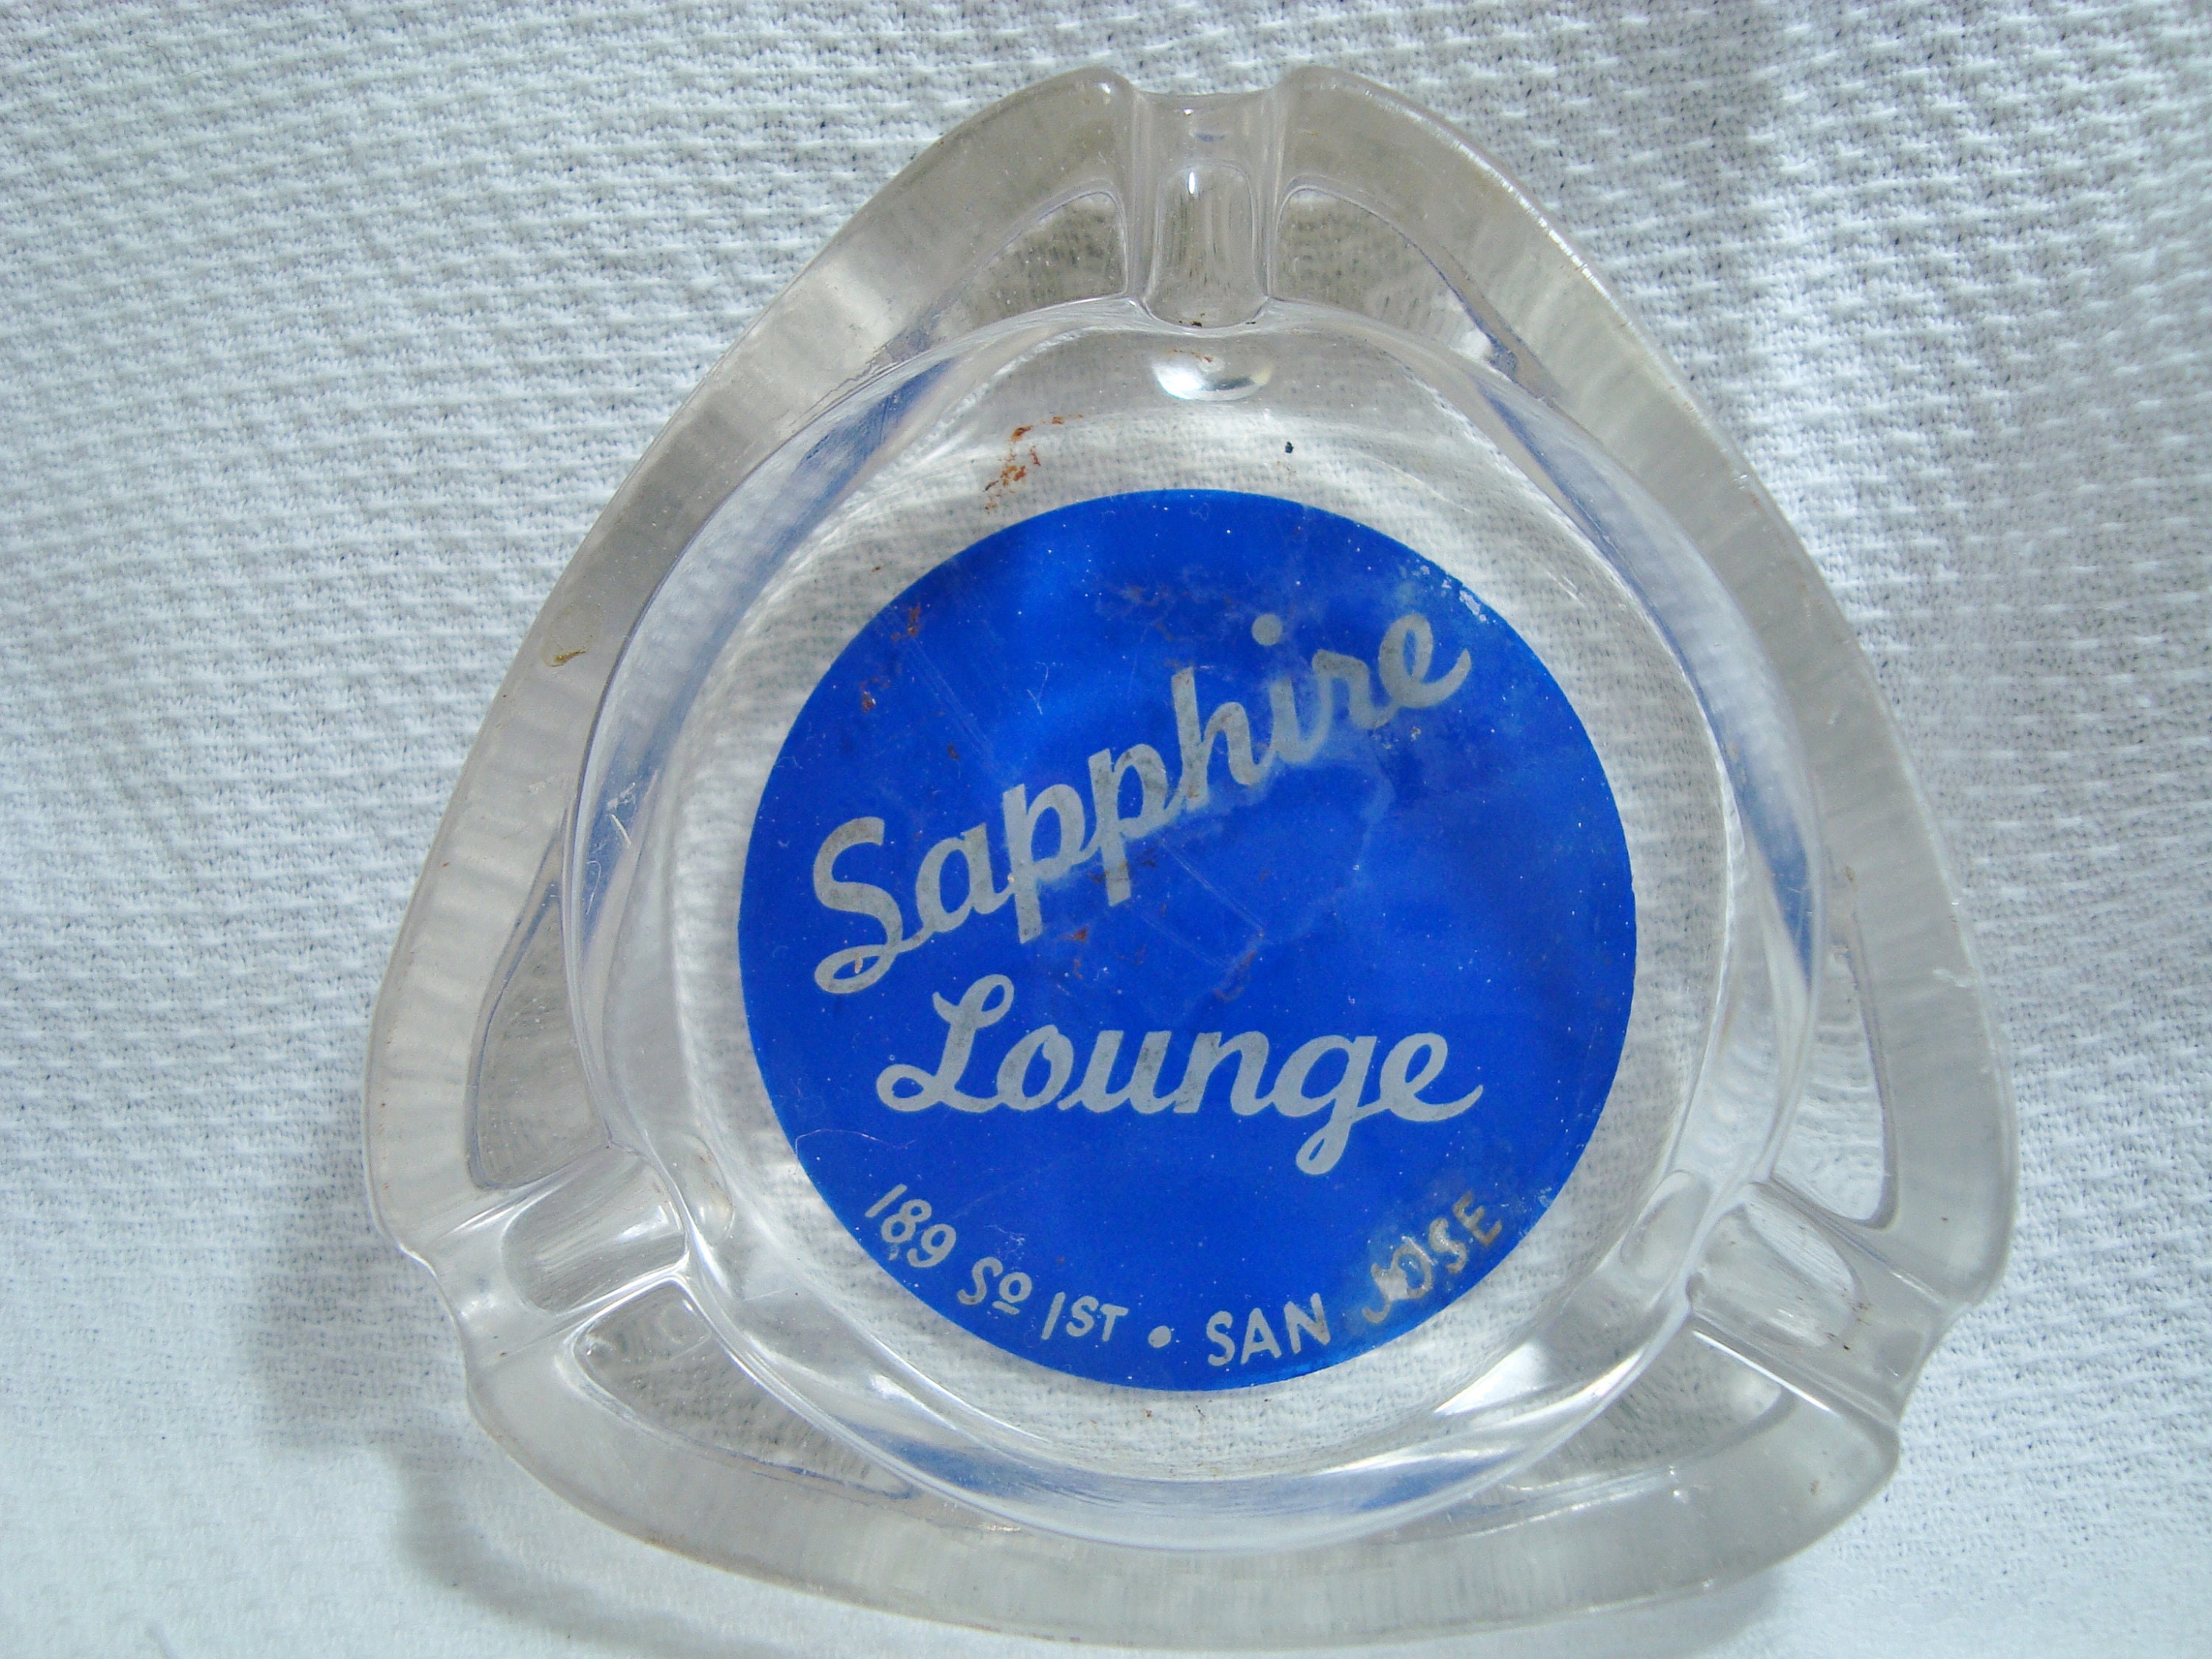 Sapphire
Lounge
189 So 1ST • SAN JOSE